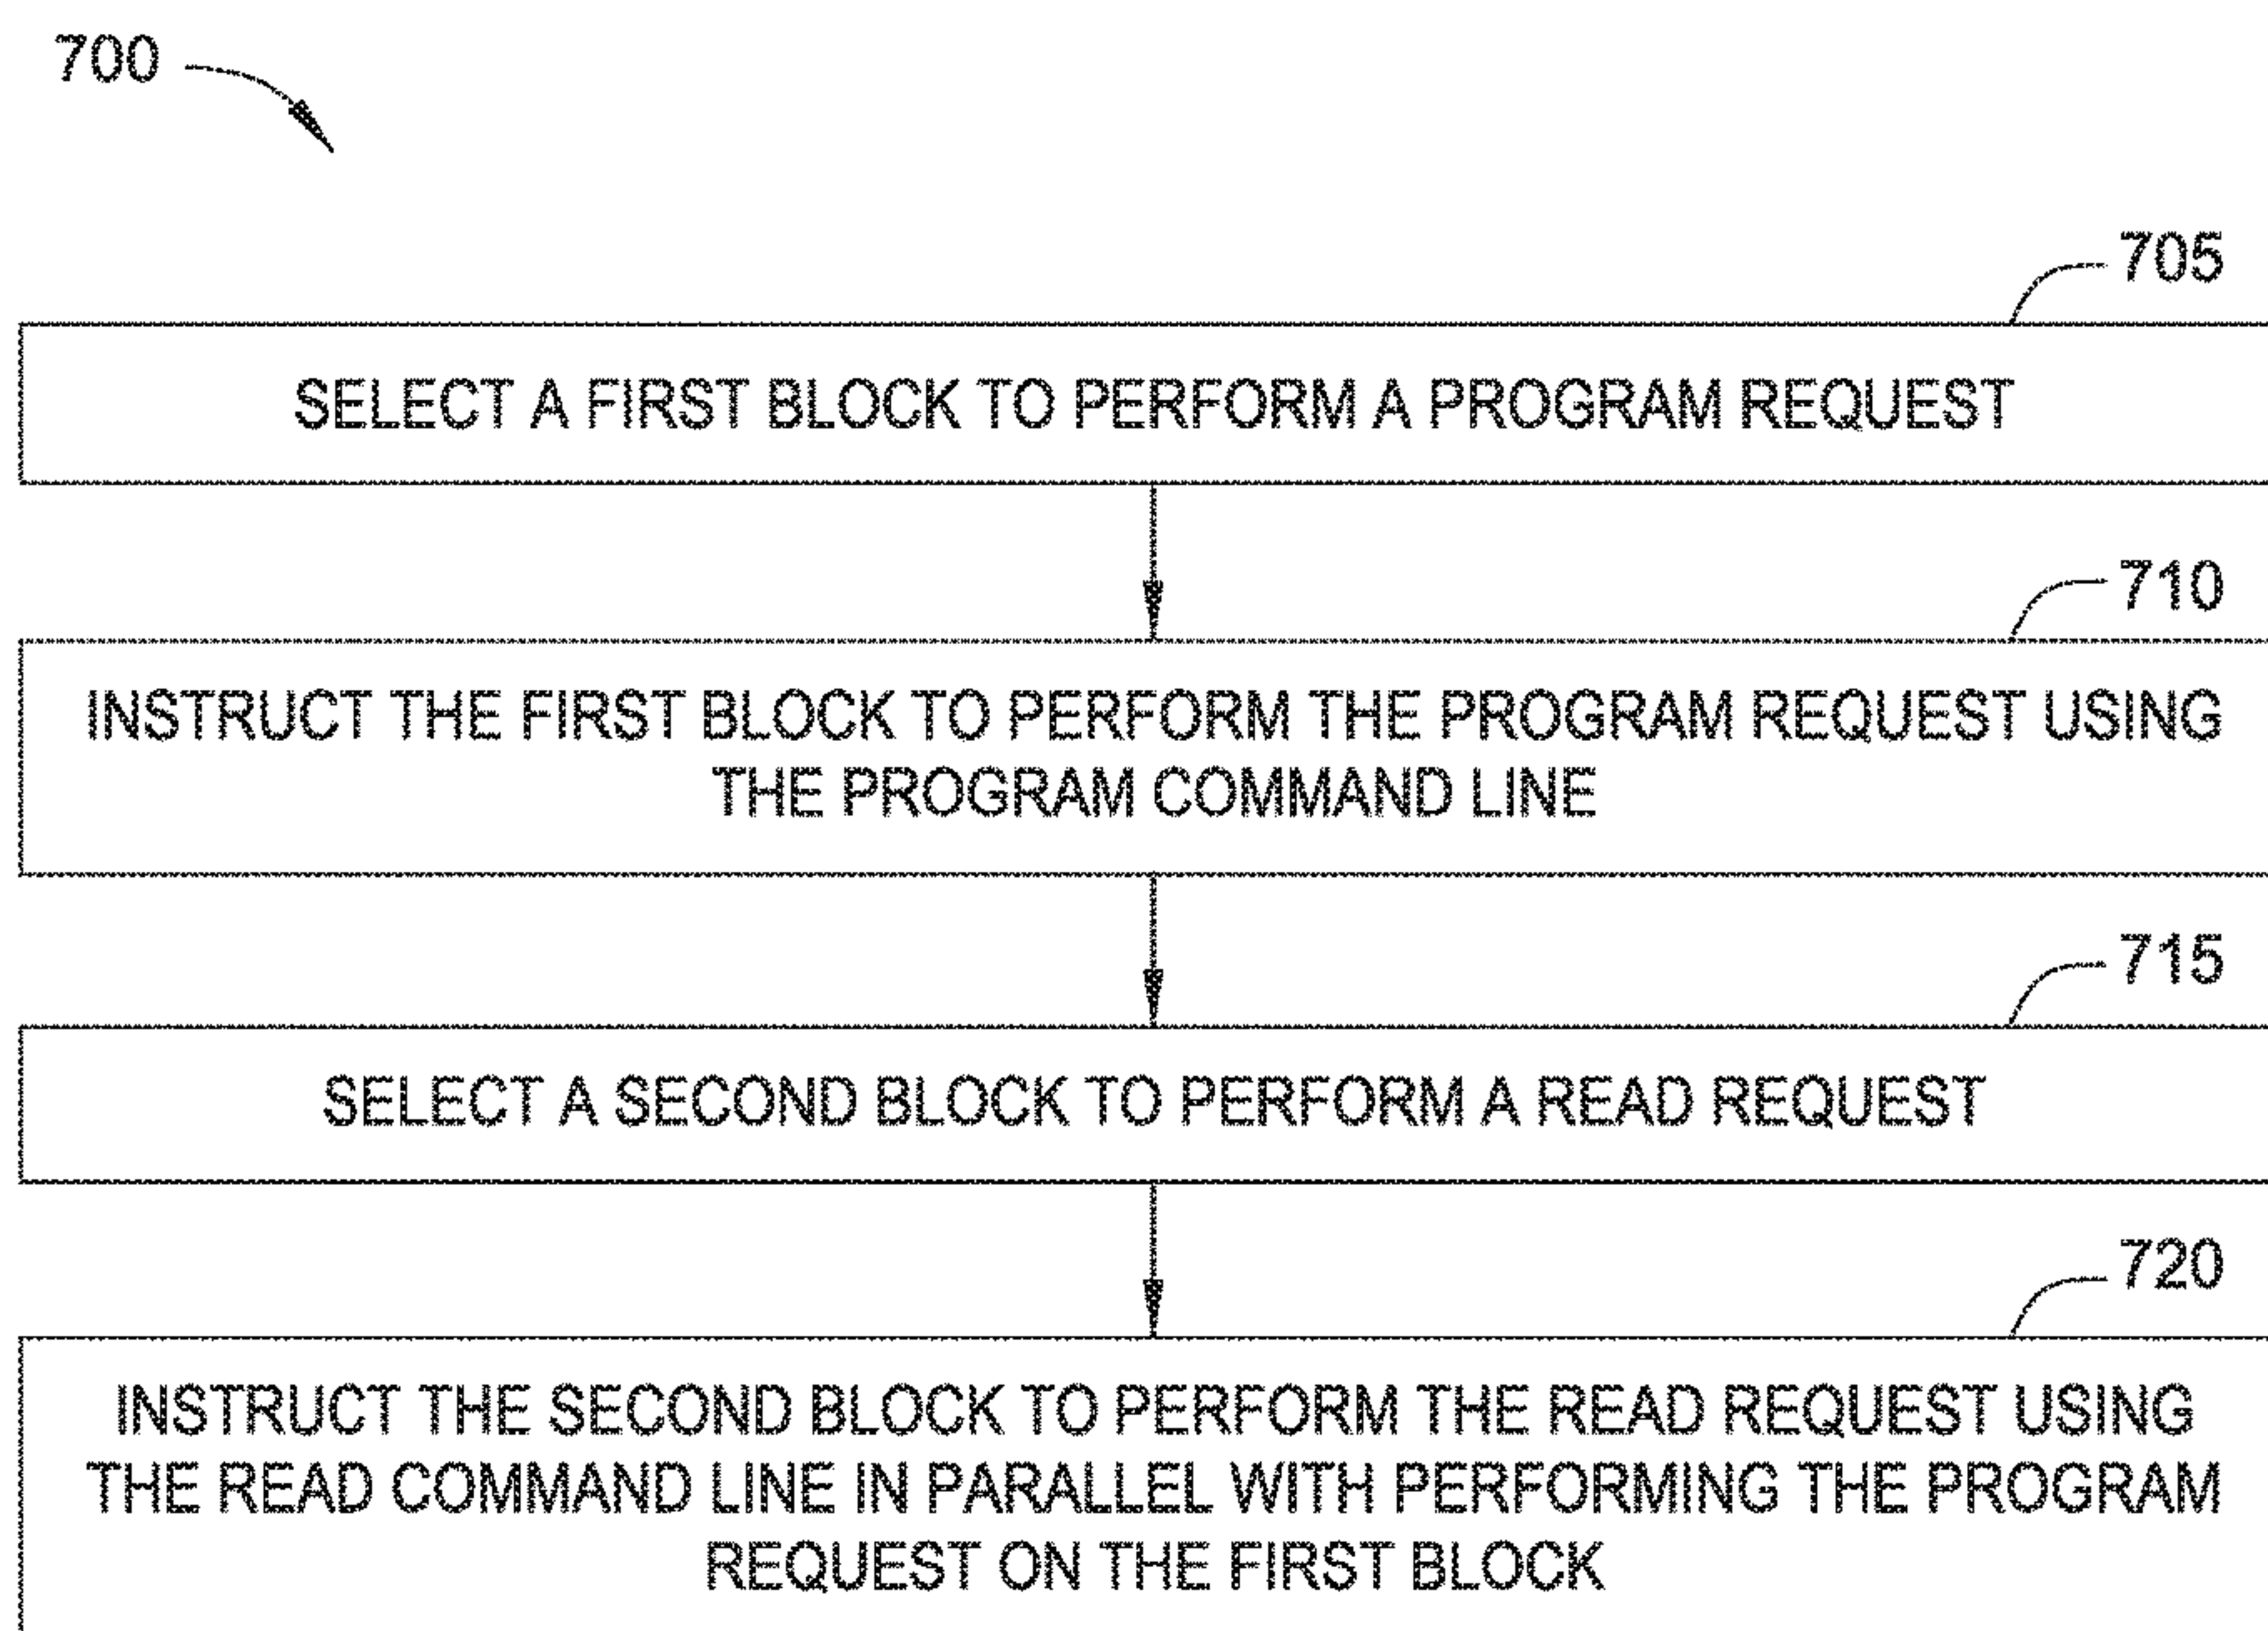 700
705
SELECT A FIRST BLOCK TO PERFORM A PROGRAM REQUEST
710
INSTRUCT THE FIRST BLOCK TO PERFORM THE PROGRAM REQUEST USING
THE PROGRAM COMMAND LINE
715
SELECT A SECOND BLOCK TO PERFORM A READ REQUEST
720
INSTRUCT THE SECOND BLOCK TO PERFORM THE READ REQUEST USING
THE READ COMMAND LINE IN PARALLEL WITH PERFORMING THE PROGRAM
REQUEST ON THE FIRST BLOCK